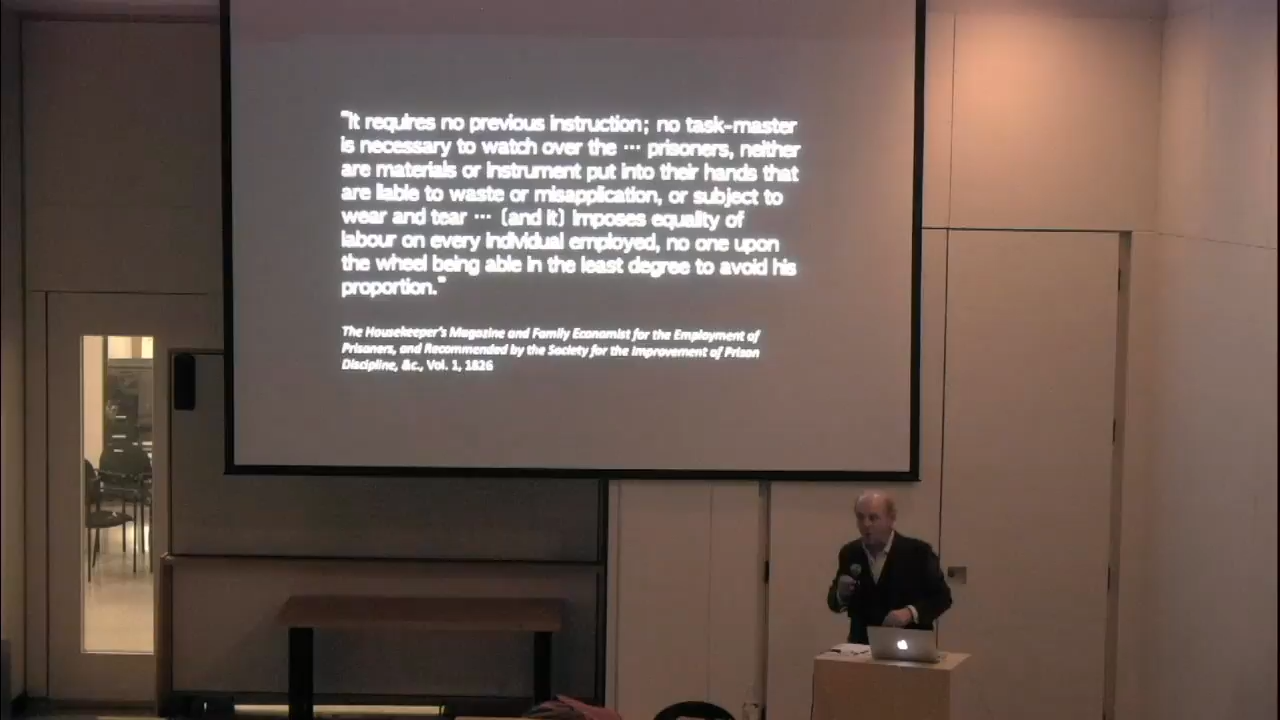 "It requires no previous instruction; no task-master
is necessary to watch over the ··· prisoners, neither
are materials or instrument put into their hands that
are liable to waste or misapplication, or subject to
wear and tear ··· (and it) imposes equality of
labour on every individual employed, no one upon
the wheel being able in the least degree to avoid his
proportion."
The Housekeeper's Magazine and Family Economist for the Employment of
Prisoners, and Recommended by the Society for the Improvement of Prison
Discipline, &c., Vol. 1, 1826